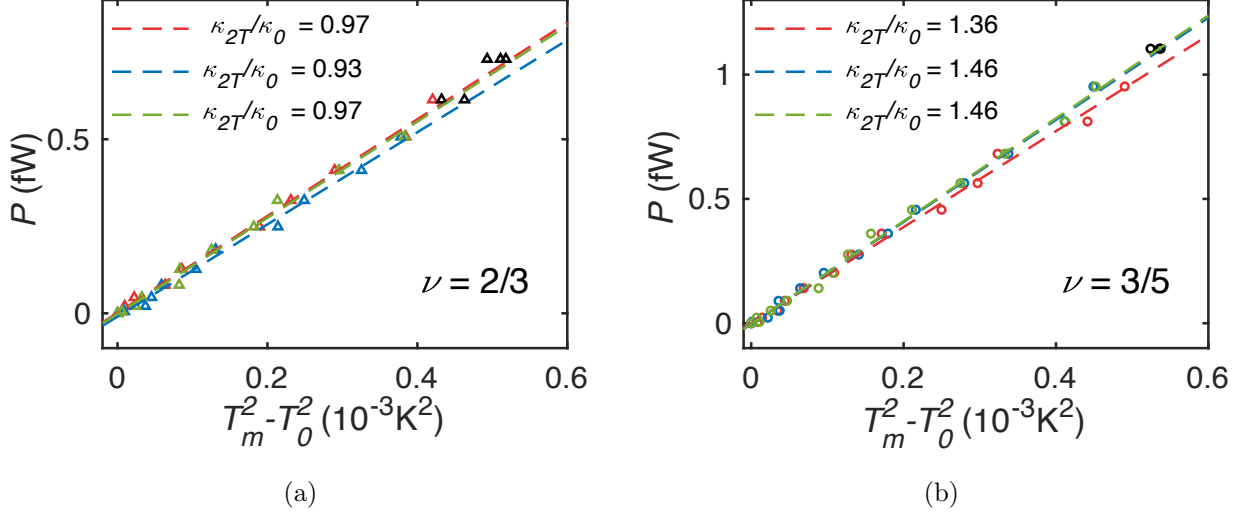 κ2T/κ0 = 0.97
κ2T/κ0 = 0.93
κ2T/κ0 = 0.97
P (fW)
0.5
0
ν = 2/3
0 0.2 0.4 0.6
T_m^2-T_0^2 (10^-3K^2)
(a)
κ2T/κ0 = 1.36
κ2T/κ0 = 1.46
κ2T/κ0 = 1.46
P (fW)
1
0.5
0
ν = 3/5
0 0.2 0.4 0.6
T_m^2-T_0^2 (10^-3K^2)
(b)